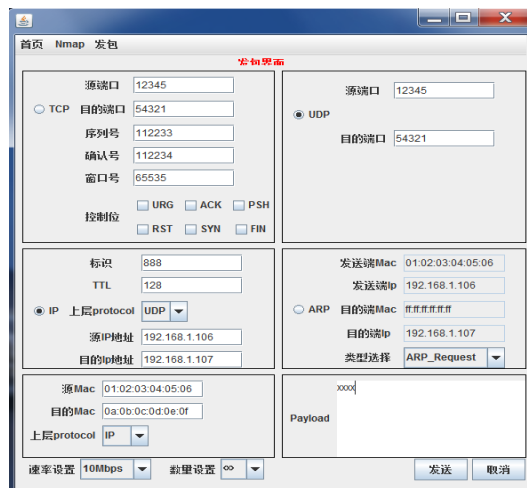 首页 Nmap 发包
发包界面
源端口 12345
TCP 目的端口 54321
序列号 112233
确认号 112234
窗口号 65535
控制位 URG ACK PSH
RST SYN FIN
源端口 12345
UDP
目的端口 54321
标识 888
TTL 128
IP 上层protocol UDP
源IP地址 192.168.1.106
目的Ip地址 192.168.1.107
发送端Mac 01:02:03:04:05:06
发送端Ip 192.168.1.106
ARP 目的端Mac ff:ff:ff:ff:ff:ff
目的端Ip 192.168.1.107
类型选择 ARP_Request
源Mac 01:02:03:04:05:06
目的Mac 0a:0b:0c:0d:0e:0f
上层protocol IP
Payload xxxx
速率设置 10Mbps 数量设置 ∞ 发送 取消